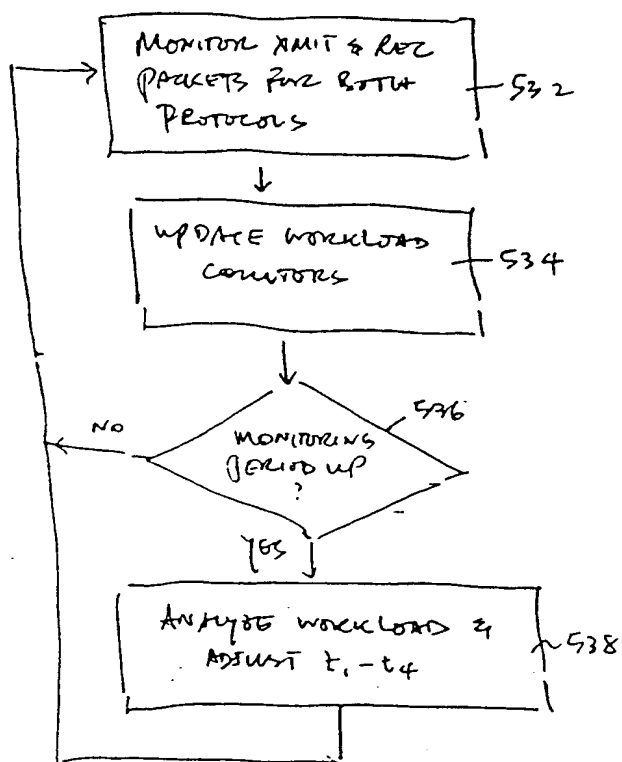 MONITOR XMIT & REC
PACKETS FOR BOTH
PROTOCOLS
532
UPDATE WORKLOAD
COUNTORS
534
536
NO
MONITORING
PERIOD UP
?
YES
ANALYZE WORKLOAD &
ADJUST t1-t4
538